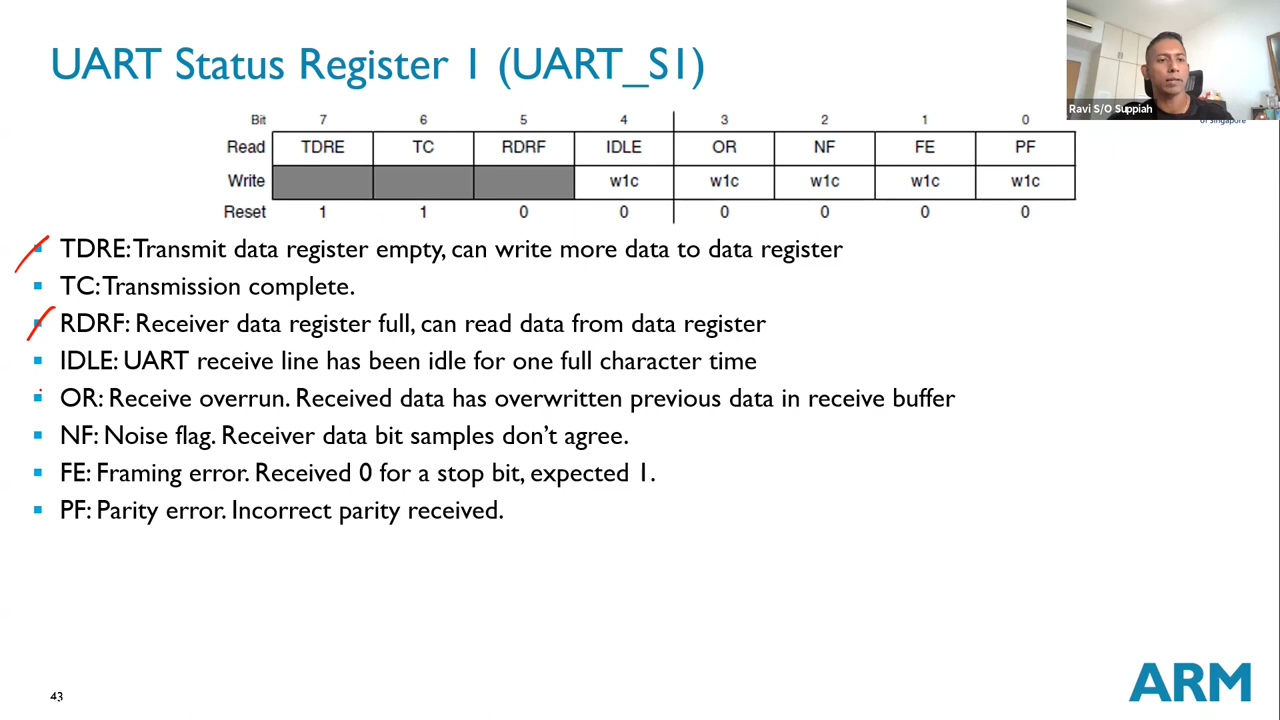 UART Status Register 1 (UART_S1)
Ravi S/O Suppiah
of Singapore
Bit 7 6 5 4 3 2 1 0
Read TDRE TC RDRF IDLE OR NF FE PF
Write w1c w1c w1c w1c w1c
Reset 1 1 0 0 0 0 0 0
TDRE: Transmit data register empty, can write more data to data register
TC: Transmission complete.
RDRF: Receiver data register full, can read data from data register
IDLE: UART receive line has been idle for one full character time
OR: Receive overrun. Received data has overwritten previous data in receive buffer
NF: Noise flag. Receiver data bit samples don't agree.
FE: Framing error. Received 0 for a stop bit, expected 1.
PF: Parity error. Incorrect parity received.
43
ARM